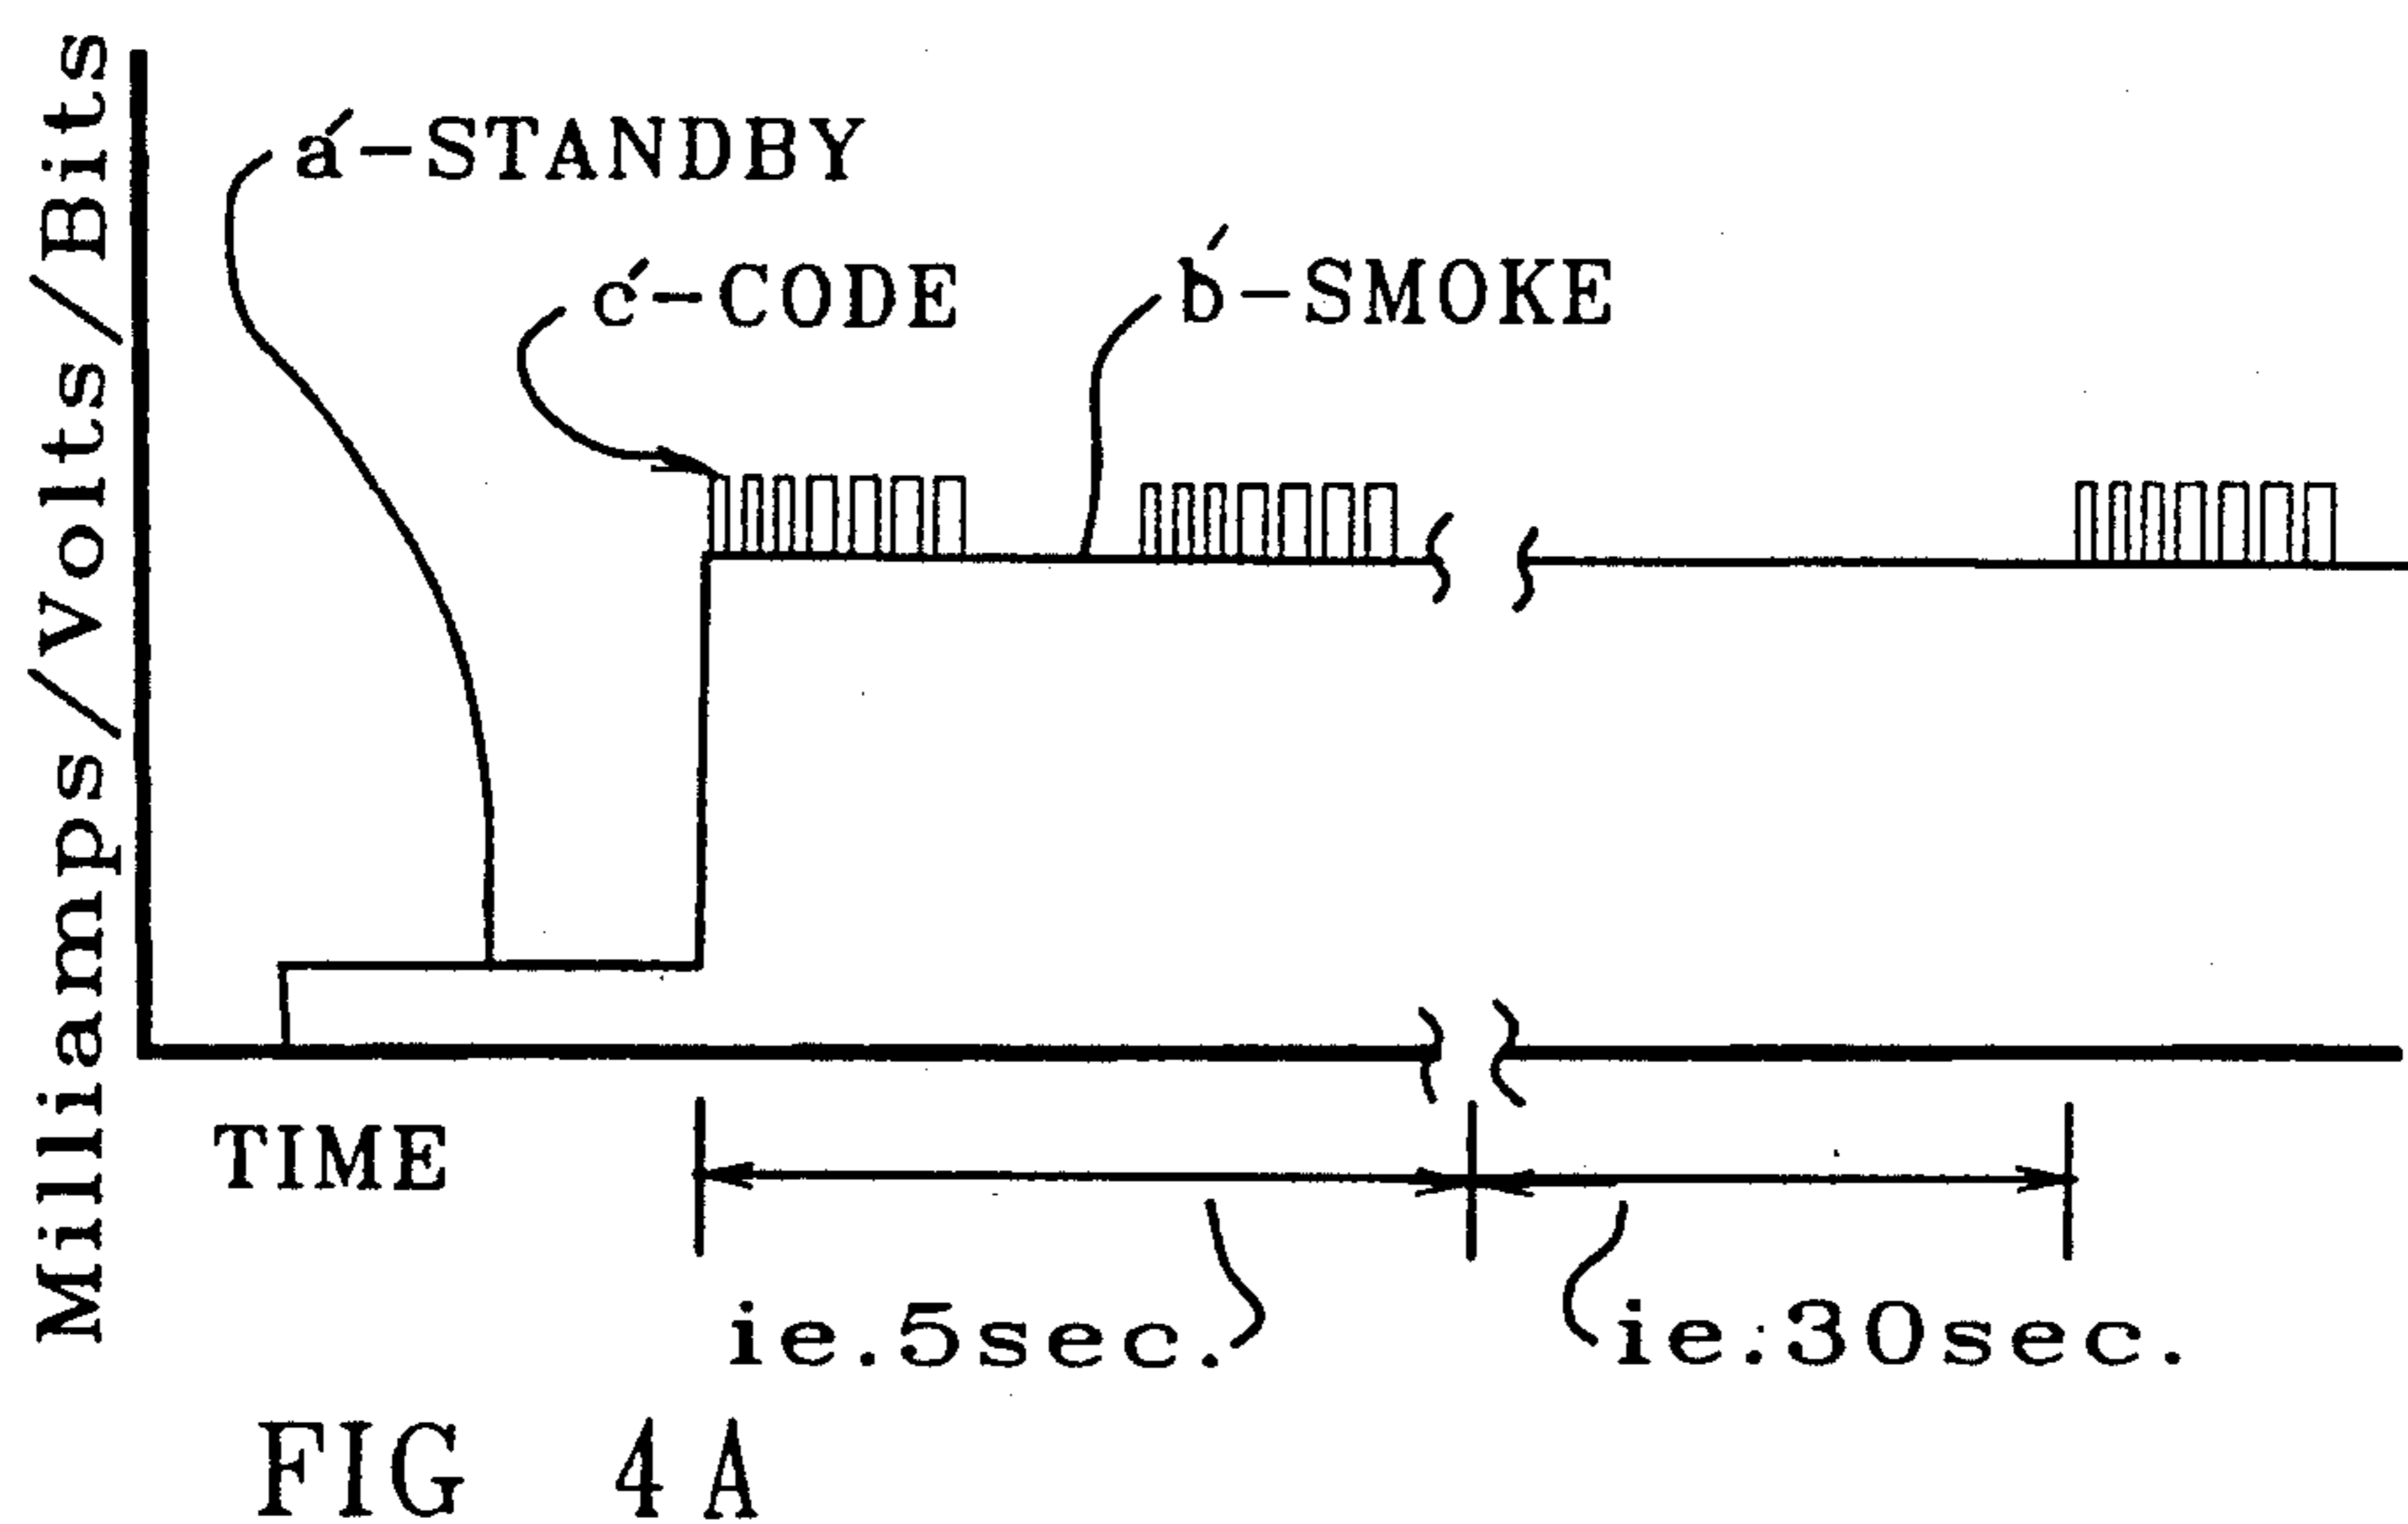 Milliamps/Volts/Bits
á-STANDBY
ć-CODE
b́-SMOKE
TIME
ie.5sec.
ie:30sec.
FIG 4A